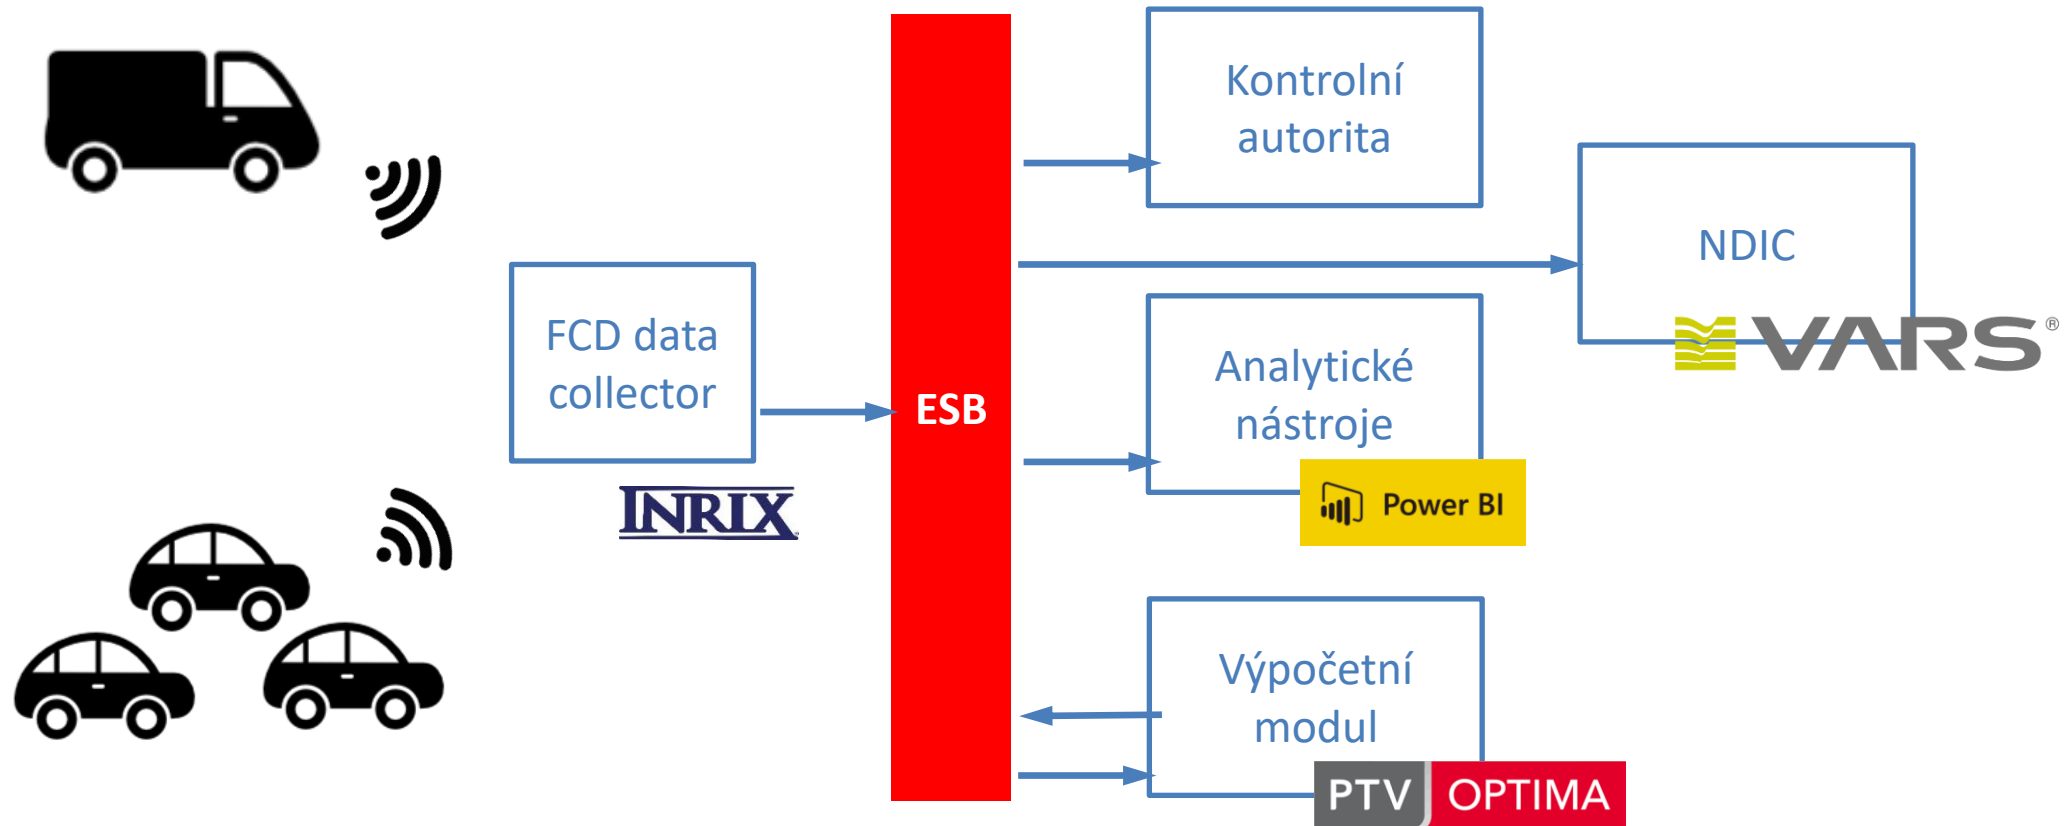 Kontrolní
autorita
NDIC
VARS®
FCD data
collector
INRIX
ESB
Analytické
nástroje
Power BI
Výpočetní
modul
PTV OPTIMA